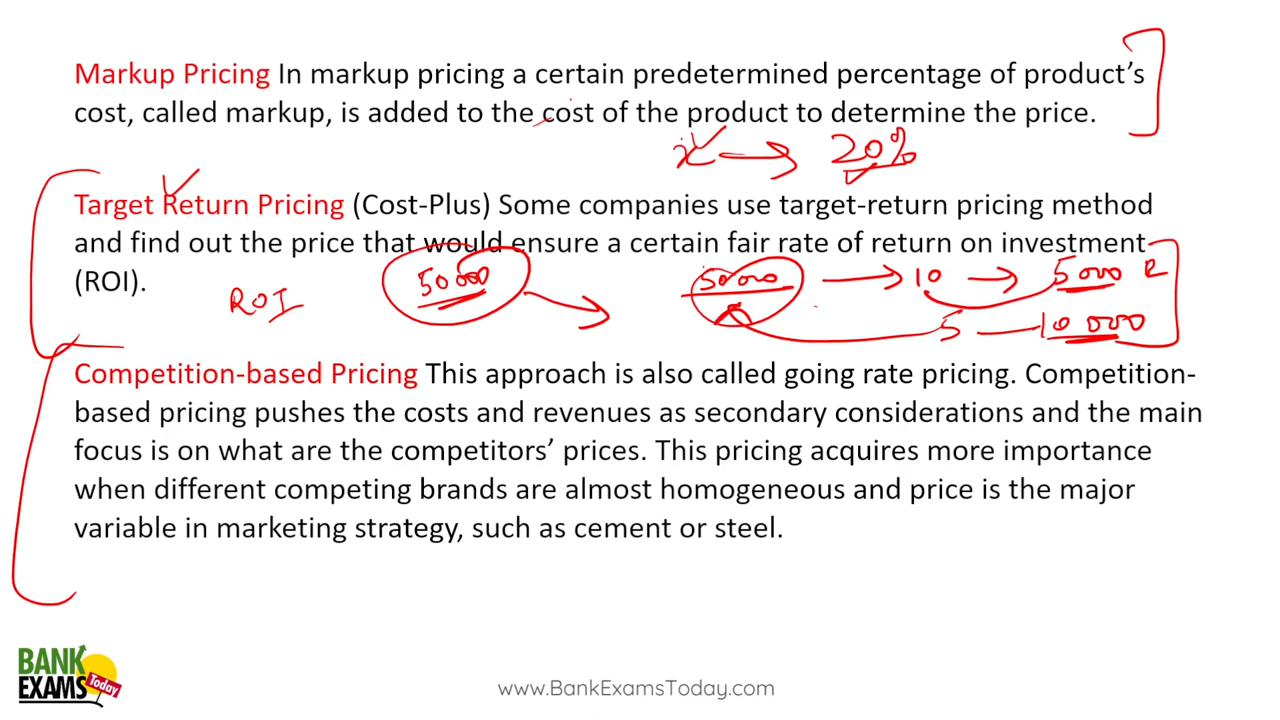 Markup Pricing In markup pricing a certain predetermined percentage of product's
cost, called markup, is added to the cost of the product to determine the price.
x → 20%
Target Return Pricing (Cost-Plus) Some companies use target-return pricing method
and find out the price that would ensure a certain fair rate of return on investment
(ROI).
ROI 50000 50000 → 10 → 5000
5 10000
Competition-based Pricing This approach is also called going rate pricing. Competition-
based pricing pushes the costs and revenues as secondary considerations and the main
focus is on what are the competitors' prices. This pricing acquires more importance
when different competing brands are almost homogeneous and price is the major
variable in marketing strategy, such as cement or steel.
BANK
EXAMS Today
www.BankExamsToday.com